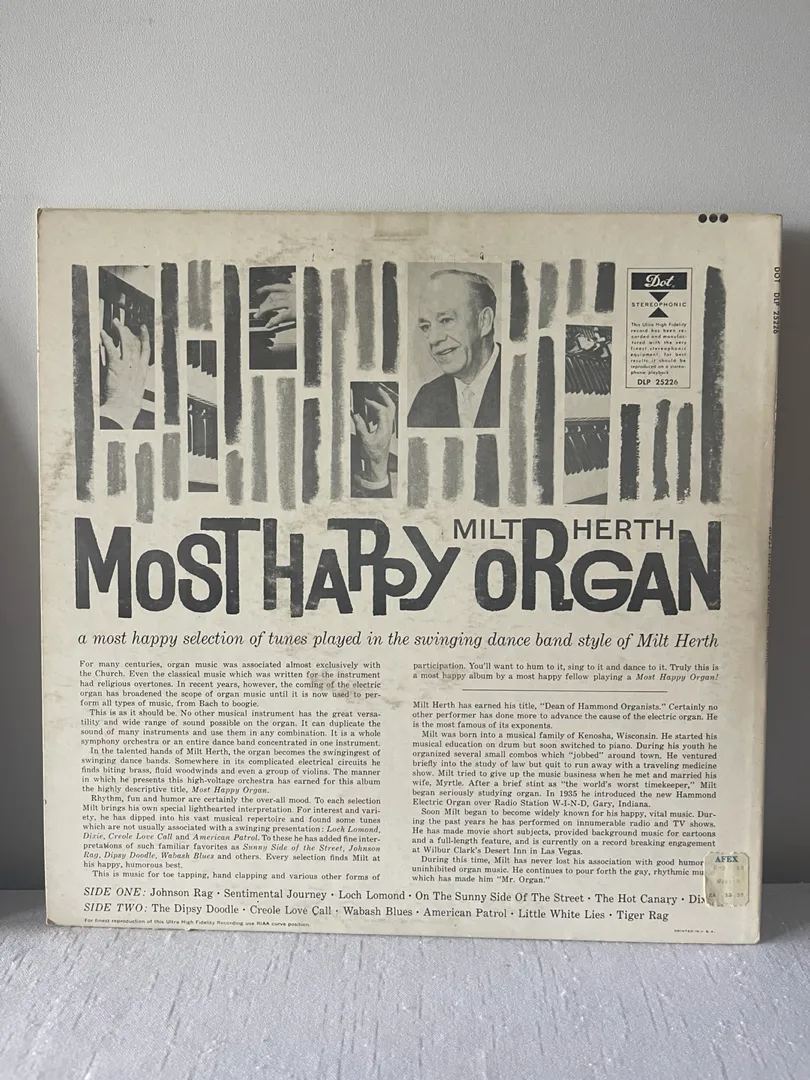 Dot
STEREOPHONIC
This Ultra High Fidelity
record has been re-
corded and manufac-
tured with the very
finest stereophonic
equipment, for best
results it should be
reproduced on a stereo-
phonic playback
DLP 25226
DOT DLP 25226
MILT HERTH
MOST HAPPY ORGAN
a most happy selection of tunes played in the swinging dance band style of Milt Herth
For many centuries, organ music was associated almost exclusively with
the Church. Even the classical music which was written for the instrument
had religious overtones. In recent years, however, the coming of the electric
organ has broadened the scope of organ music until it is now used to per-
form all types of music, from Bach to boogie.
This is as it should be. No other musical instrument has the great versa-
tility and wide range of sound possible on the organ. It can duplicate the
sound of many instruments and use them in any combination. It is a whole
symphony orchestra or an entire dance band concentrated in one instrument.
In the talented hands of Milt Herth, the organ becomes the swingingest of
swinging dance bands. Somewhere in its complicated electrical circuits he
finds biting brass, fluid woodwinds and even a group of violins. The manner
in which he presents this high-voltage orchestra has earned for this album
the highly descriptive title, Most Happy Organ.
Rhythm, fun and humor are certainly the over-all mood. To each selection
Milt brings his own special lighthearted interpretation. For interest and vari-
ety, he has dipped into his vast musical repertoire and found some tunes
which are not usually associated with a swinging presentation: Loch Lomond,
Dixie, Creole Love Call and American Patrol. To these he has added fine inter-
pretations of such familiar favorites as Sunny Side of the Street, Johnson
Rag, Dipsy Doodle, Wabash Blues and others. Every selection finds Milt at
his happy, humorous best.
This is music for toe tapping, hand clapping and various other forms of
participation. You'll want to hum to it, sing to it and dance to it. Truly this is
a most happy album by a most happy fellow playing a Most Happy Organ!
Milt Herth has earned his title, "Dean of Hammond Organists." Certainly no
other performer has done more to advance the cause of the electric organ. He
is the most famous of its exponents.
Milt was born into a musical family of Kenosha, Wisconsin. He started his
musical education on drum but soon switched to piano. During his youth he
organized several small combos which "jobbed" around town. He ventured
briefly into the study of law but quit to run away with a traveling medicine
show. Milt tried to give up the music business when he met and married his
wife, Myrtle. After a brief stint as "the world's worst timekeeper," Milt
began seriously studying organ. In 1935 he introduced the new Hammond
Electric Organ over Radio Station W-I-N-D, Gary, Indiana.
Soon Milt began to become widely known for his happy, vital music. Dur-
ing the past years he has performed on innumerable radio and TV shows.
He has made movie short subjects, provided background music for cartoons
and a full-length feature, and is currently on a record breaking engagement
at Wilbur Clark's Desert Inn in Las Vegas.
During this time, Milt has never lost his association with good humor
uninhibited organ music. He continues to pour forth the gay, rhythmic mu
which has made him "Mr. Organ."
AFEX
SIDE ONE: Johnson Rag · Sentimental Journey · Loch Lomond · On The Sunny Side Of The Street · The Hot Canary · Dix
SIDE TWO: The Dipsy Doodle · Creole Love Call · Wabash Blues · American Patrol · Little White Lies · Tiger Rag
For finest reproduction of this Ultra High Fidelity Recording use RIAA curve position.
PRINTED IN U.S.A.